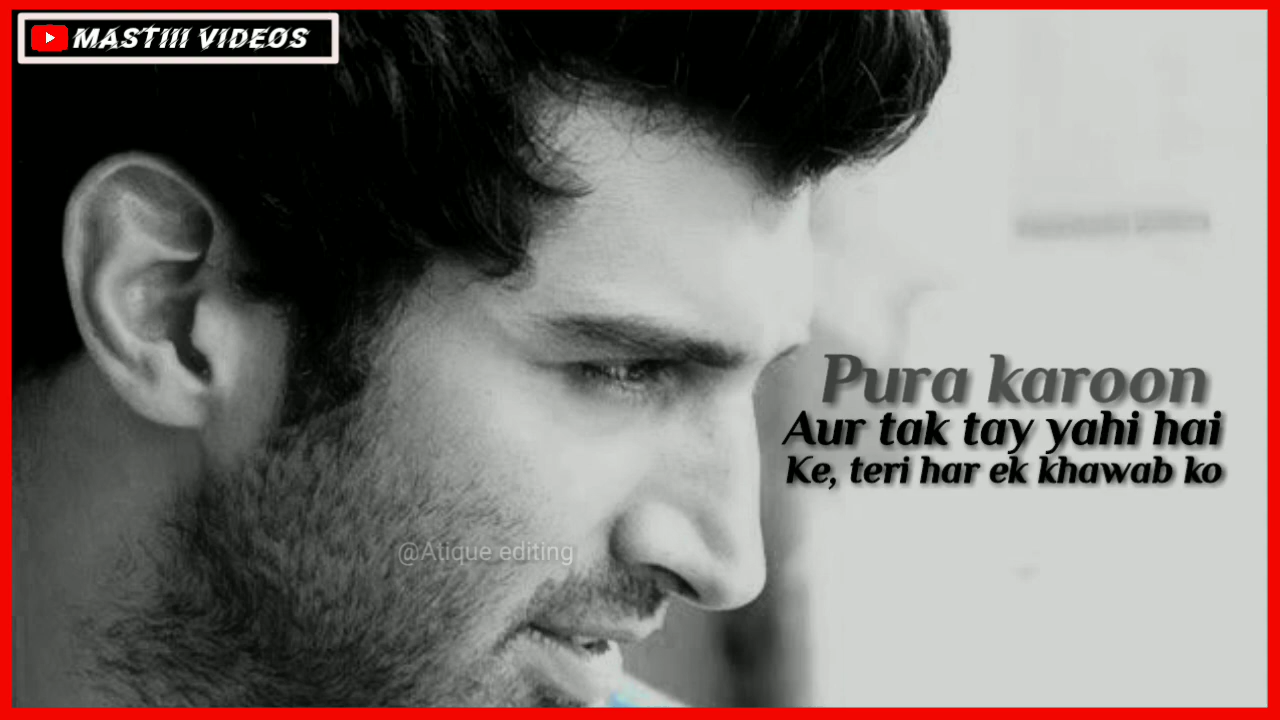 MASTIII VIDEOS
Pura karoon
Aur tak tay yahi hai
Ke, teri har ek khawab ko
@Atique editing